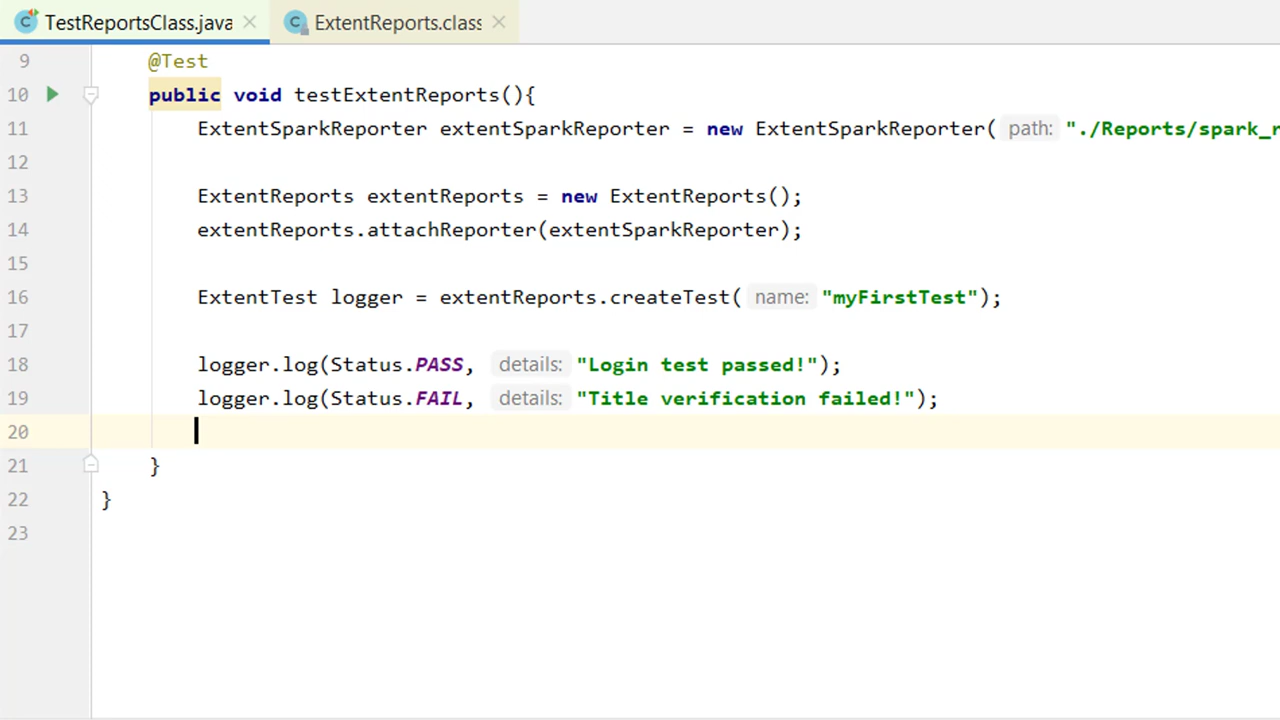 TestReportsClass.java ExtentReports.class
9 @Test
10 public void testExtentReports(){
11 ExtentSparkReporter extentSparkReporter = new ExtentSparkReporter( path: "./Reports/spark_r
12
13 ExtentReports extentReports = new ExtentReports();
14 extentReports.attachReporter(extentSparkReporter);
15
16 ExtentTest logger = extentReports.createTest( name: "myFirstTest");
17
18 logger.log(Status.PASS, details: "Login test passed!");
19 logger.log(Status.FAIL, details: "Title verification failed!");
20
21 }
22 }
23